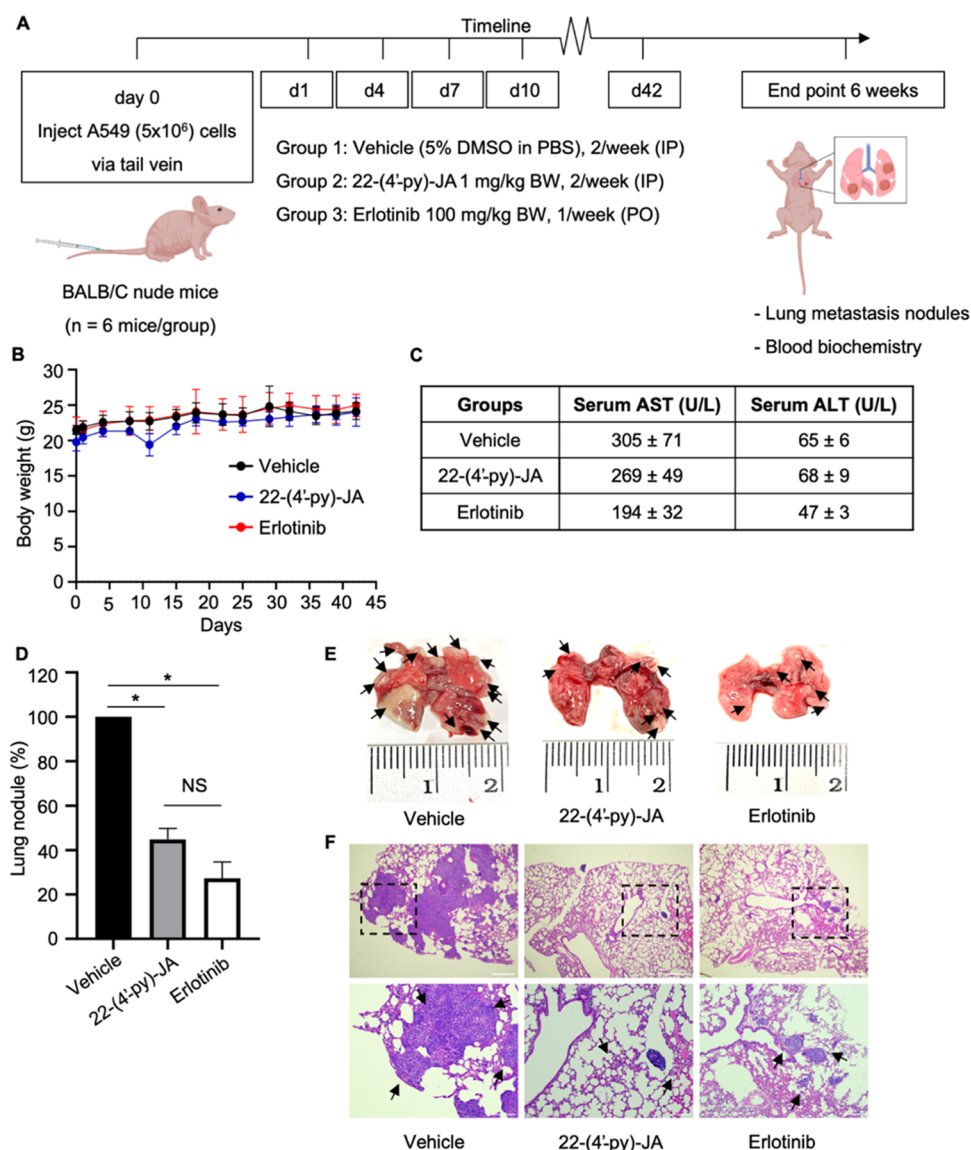 A
Timeline
day 0
Inject A549 (5x10⁶) cells
via tail vein
d1
d4
d7
d10
d42
End point 6 weeks
Group 1: Vehicle (5% DMSO in PBS), 2/week (IP)
Group 2: 22-(4'-py)-JA 1 mg/kg BW, 2/week (IP)
Group 3: Erlotinib 100 mg/kg BW, 1/week (PO)
BALB/C nude mice
(n = 6 mice/group)
- Lung metastasis nodules
- Blood biochemistry
B
Body weight (g)
30
25
20
15
10
5
0
0 5 10 15 20 25 30 35 40 45
Days
Vehicle
22-(4'-py)-JA
Erlotinib
C
Groups Serum AST (U/L) Serum ALT (U/L)
Vehicle 305 ± 71 65 ± 6
22-(4'-py)-JA 269 ± 49 68 ± 9
Erlotinib 194 ± 32 47 ± 3
D
Lung nodule (%)
120
100
80
60
40
20
0
*
*
NS
Vehicle
22-(4'-py)-JA
Erlotinib
E
1 2
1 2
1 2
Vehicle 22-(4'-py)-JA Erlotinib
F
Vehicle 22-(4'-py)-JA Erlotinib